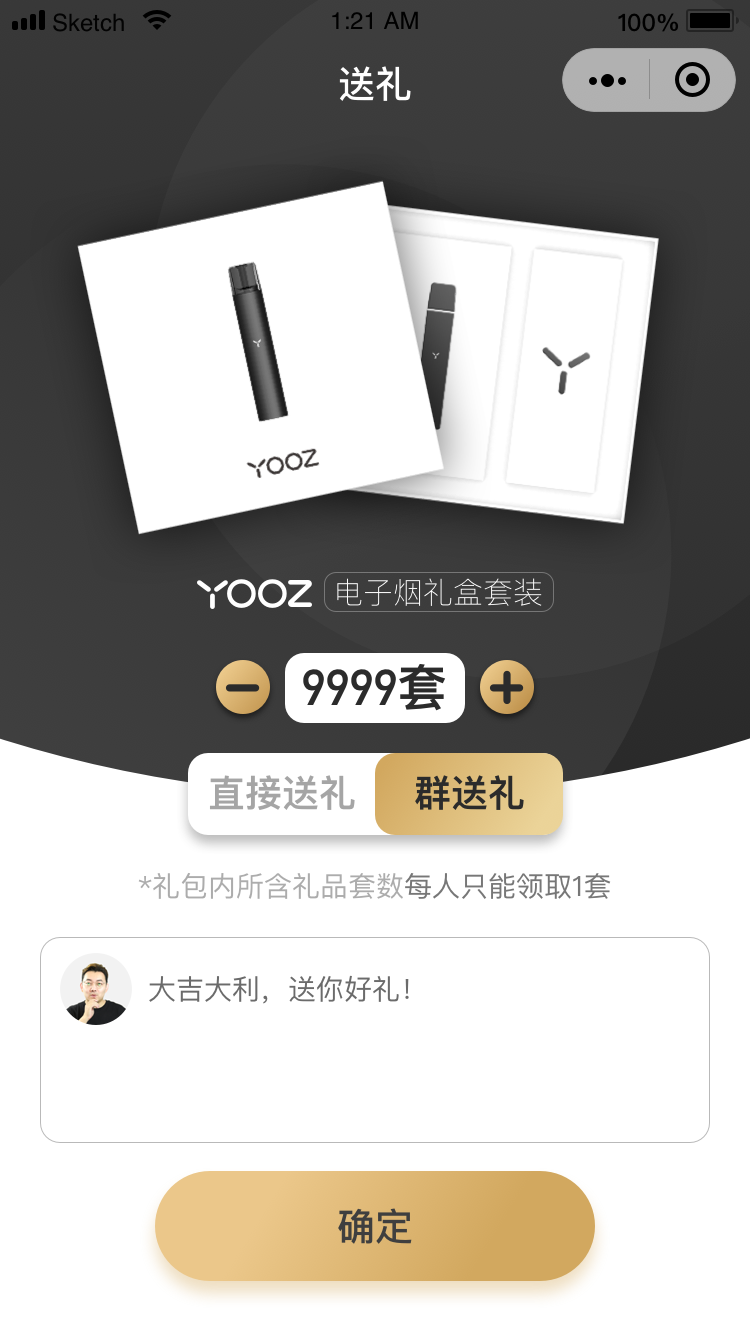 Sketch 1:21 AM 100%
送礼
YOOZ
YOOZ 电子烟礼盒套装
9999套
直接送礼 群送礼
*礼包内所含礼品套数每人只能领取1套
大吉大利，送你好礼！
确定